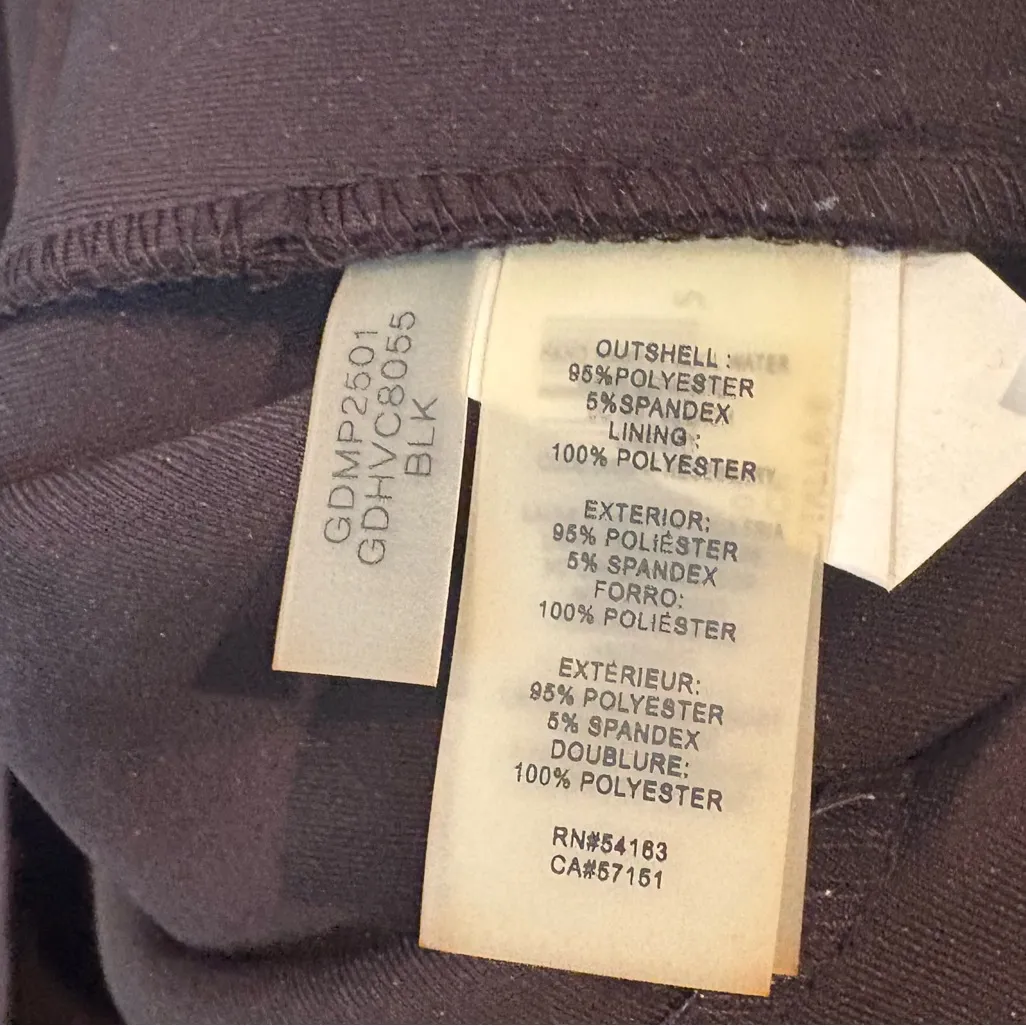 GDMP2501
GDHVC8055
BLK
OUTSHELL :
95%POLYESTER
5%SPANDEX
LINING :
100% POLYESTER
EXTERIOR:
95% POLIÉSTER
5% SPANDEX
FORRO:
100% POLIÉSTER
EXTÉRIEUR:
95% POLYESTER
5% SPANDEX
DOUBLURE:
100% POLYESTER
RN#54163
CA#57151